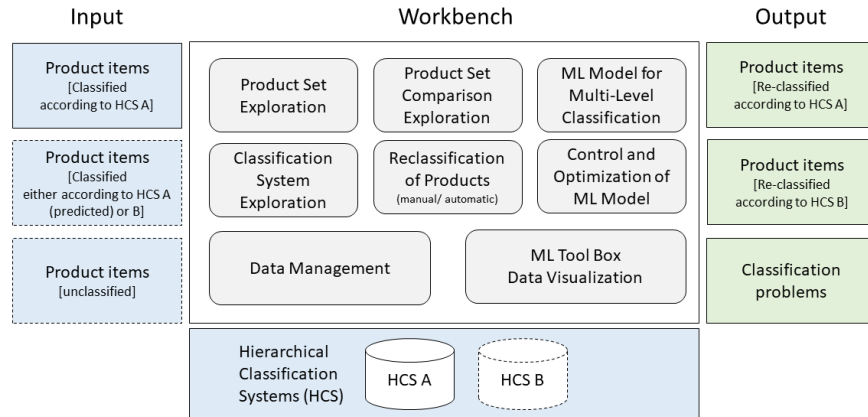 Input
Workbench
Output
Product items
[Classified
according to HCS A]
Product items
[Classified
either according to HCS A
(predicted) or B]
Product items
[unclassified]
Product Set
Exploration
Product Set
Comparison
Exploration
ML Model for
Multi-Level
Classification
Classification
System
Exploration
Reclassification
of Products
(manual/ automatic)
Control and
Optimization of
ML Model
Data Management
ML Tool Box
Data Visualization
Product items
[Re-classified
according to HCS A]
Product items
[Re-classified
according to HCS B]
Classification
problems
Hierarchical
Classification
Systems (HCS)
HCS A
HCS B